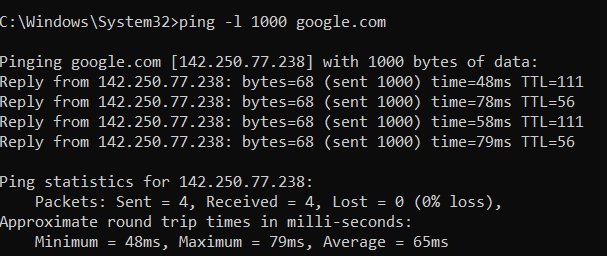 C:\Windows\System32>ping -l 1000 google.com
Pinging google.com [142.250.77.238] with 1000 bytes of data:
Reply from 142.250.77.238: bytes=68 (sent 1000) time=48ms TTL=111
Reply from 142.250.77.238: bytes=68 (sent 1000) time=78ms TTL=56
Reply from 142.250.77.238: bytes=68 (sent 1000) time=58ms TTL=111
Reply from 142.250.77.238: bytes=68 (sent 1000) time=79ms TTL=56
Ping statistics for 142.250.77.238:
Packets: Sent = 4, Received = 4, Lost = 0 (0% loss),
Approximate round trip times in milli-seconds:
Minimum = 48ms, Maximum = 79ms, Average = 65ms